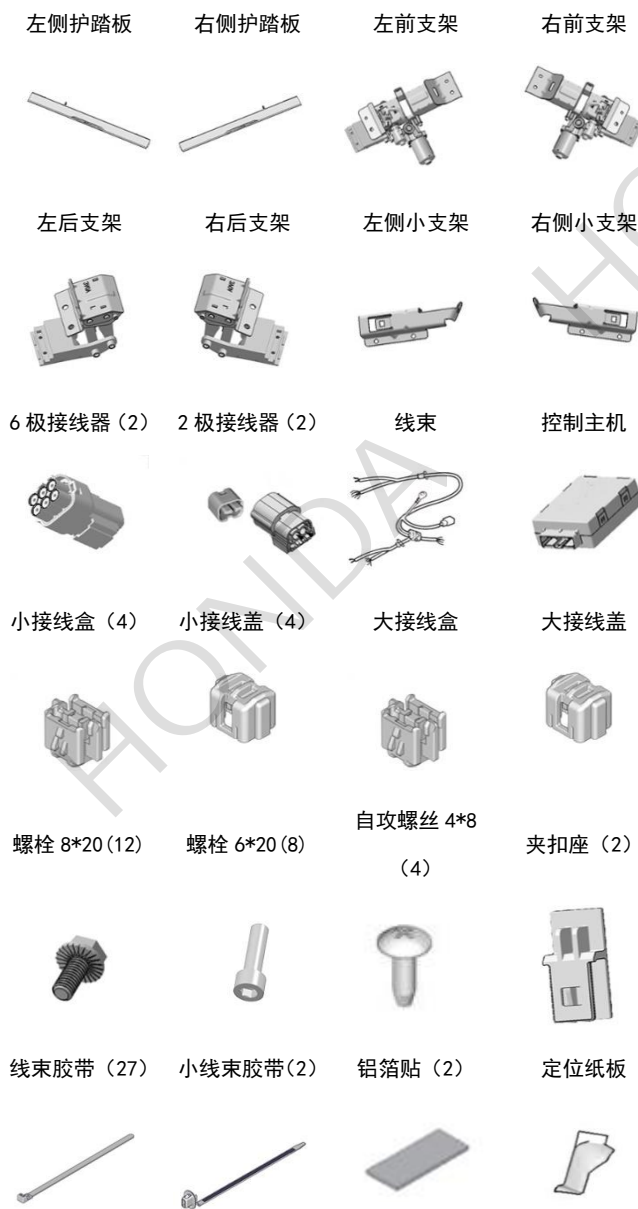 左侧护踏板 右侧护踏板 左前支架 右前支架
左后支架 右后支架 左侧小支架 右侧小支架
6 极接线器（2） 2 极接线器（2） 线束 控制主机
小接线盒（4） 小接线盖（4） 大接线盒 大接线盖
螺栓 8*20(12) 螺栓 6*20(8) 自攻螺丝 4*8
（4） 夹扣座（2）
线束胶带（27） 小线束胶带(2) 铝箔贴（2） 定位纸板
HONDA
HO